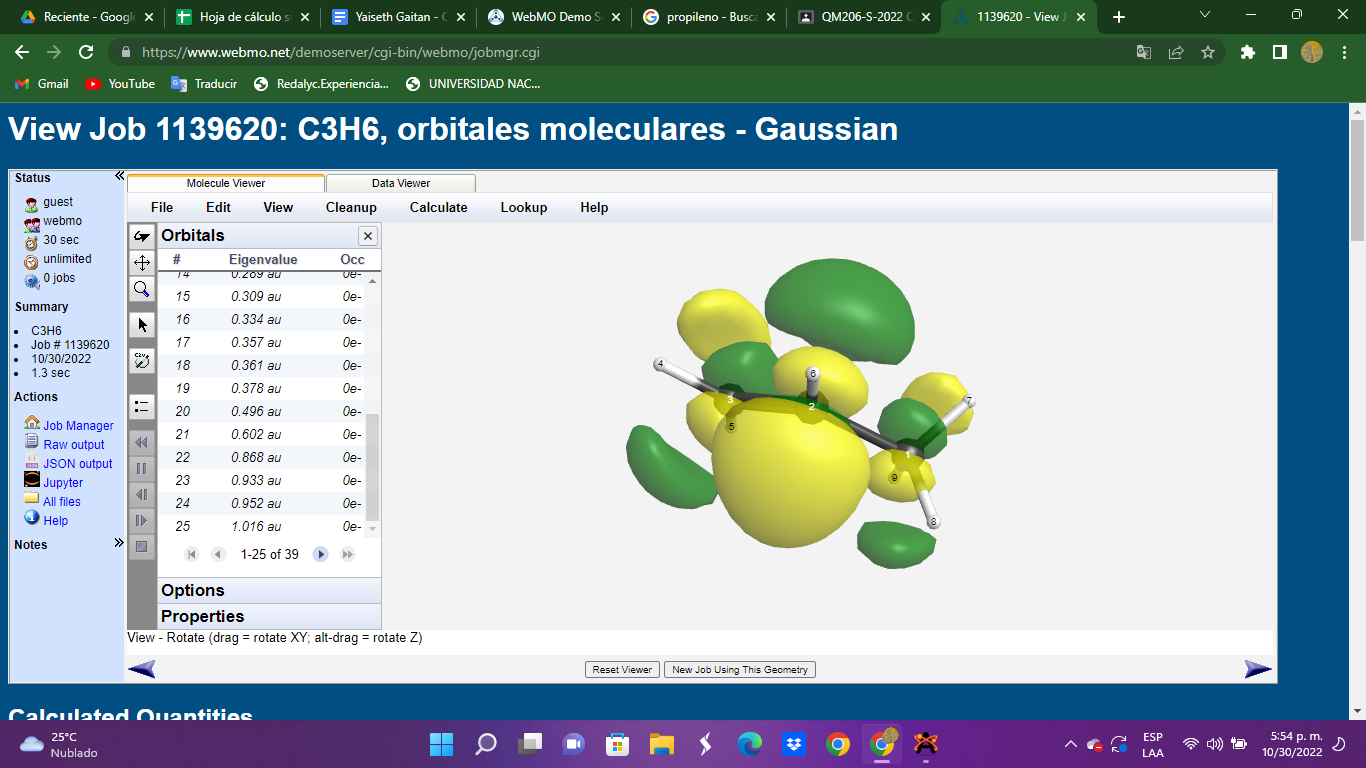 Reciente - Google
Hoja de cálculo si
Yaiseth Gaitan - C
WebMO Demo Se
propileno - Busca
QM206-S-2022 C
1139620 - View J
https://www.webmo.net/demoserver/cgi-bin/webmo/jobmgr.cgi
Gmail
YouTube
Traducir
Redalyc.Experiencia...
UNIVERSIDAD NAC...
View Job 1139620: C3H6, orbitales moleculares - Gaussian
Status
guest
webmo
30 sec
unlimited
0 jobs
Summary
C3H6
Job # 1139620
10/30/2022
1.3 sec
Actions
Job Manager
Raw output
JSON output
Jupyter
All files
Help
Notes
Molecule Viewer
Data Viewer
File Edit View Cleanup Calculate Lookup Help
Orbitals
# Eigenvalue Occ
14 0.289 au 0e-
15 0.309 au 0e-
16 0.334 au 0e-
17 0.357 au 0e-
18 0.361 au 0e-
19 0.378 au 0e-
20 0.496 au 0e-
21 0.602 au 0e-
22 0.868 au 0e-
23 0.933 au 0e-
24 0.952 au 0e-
25 1.016 au 0e-
1-25 of 39
Options
Properties
4
6
3
2
7
5
1
9
8
View - Rotate (drag = rotate XY; alt-drag = rotate Z)
Reset Viewer
New Job Using This Geometry
Calculated Quantities
25°C
Nublado
ESP
LAA
5:54 p. m.
10/30/2022